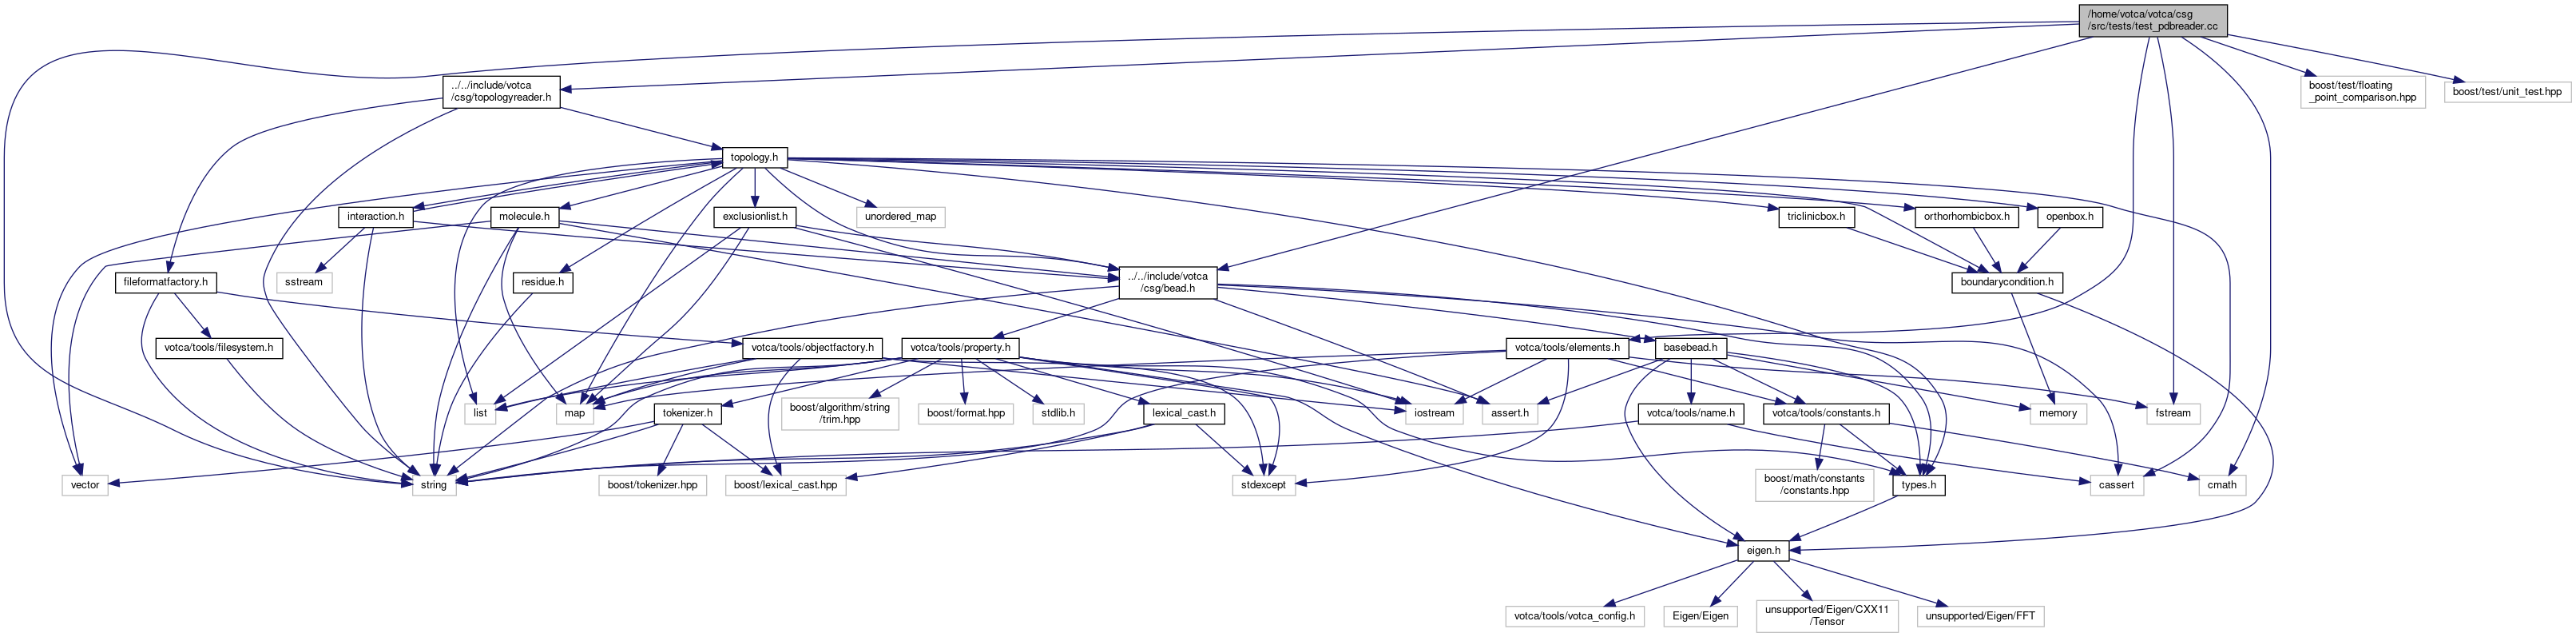 /home/votca/votca/csg
/src/tests/test_pdbreader.cc
../../include/votca
/csg/topologyreader.h
boost/test/floating
_point_comparison.hpp
boost/test/unit_test.hpp
topology.h
interaction.h
molecule.h
exclusionlist.h
unordered_map
triclinicbox.h
orthorhombicbox.h
openbox.h
fileformatfactory.h
sstream
residue.h
../../include/votca
/csg/bead.h
boundarycondition.h
votca/tools/filesystem.h
votca/tools/objectfactory.h
votca/tools/property.h
votca/tools/elements.h
basebead.h
list
map
tokenizer.h
boost/algorithm/string
/trim.hpp
boost/format.hpp
stdlib.h
lexical_cast.h
iostream
assert.h
votca/tools/name.h
votca/tools/constants.h
memory
fstream
vector
string
boost/tokenizer.hpp
boost/lexical_cast.hpp
stdexcept
boost/math/constants
/constants.hpp
types.h
cassert
cmath
eigen.h
votca/tools/votca_config.h
Eigen/Eigen
unsupported/Eigen/CXX11
/Tensor
unsupported/Eigen/FFT